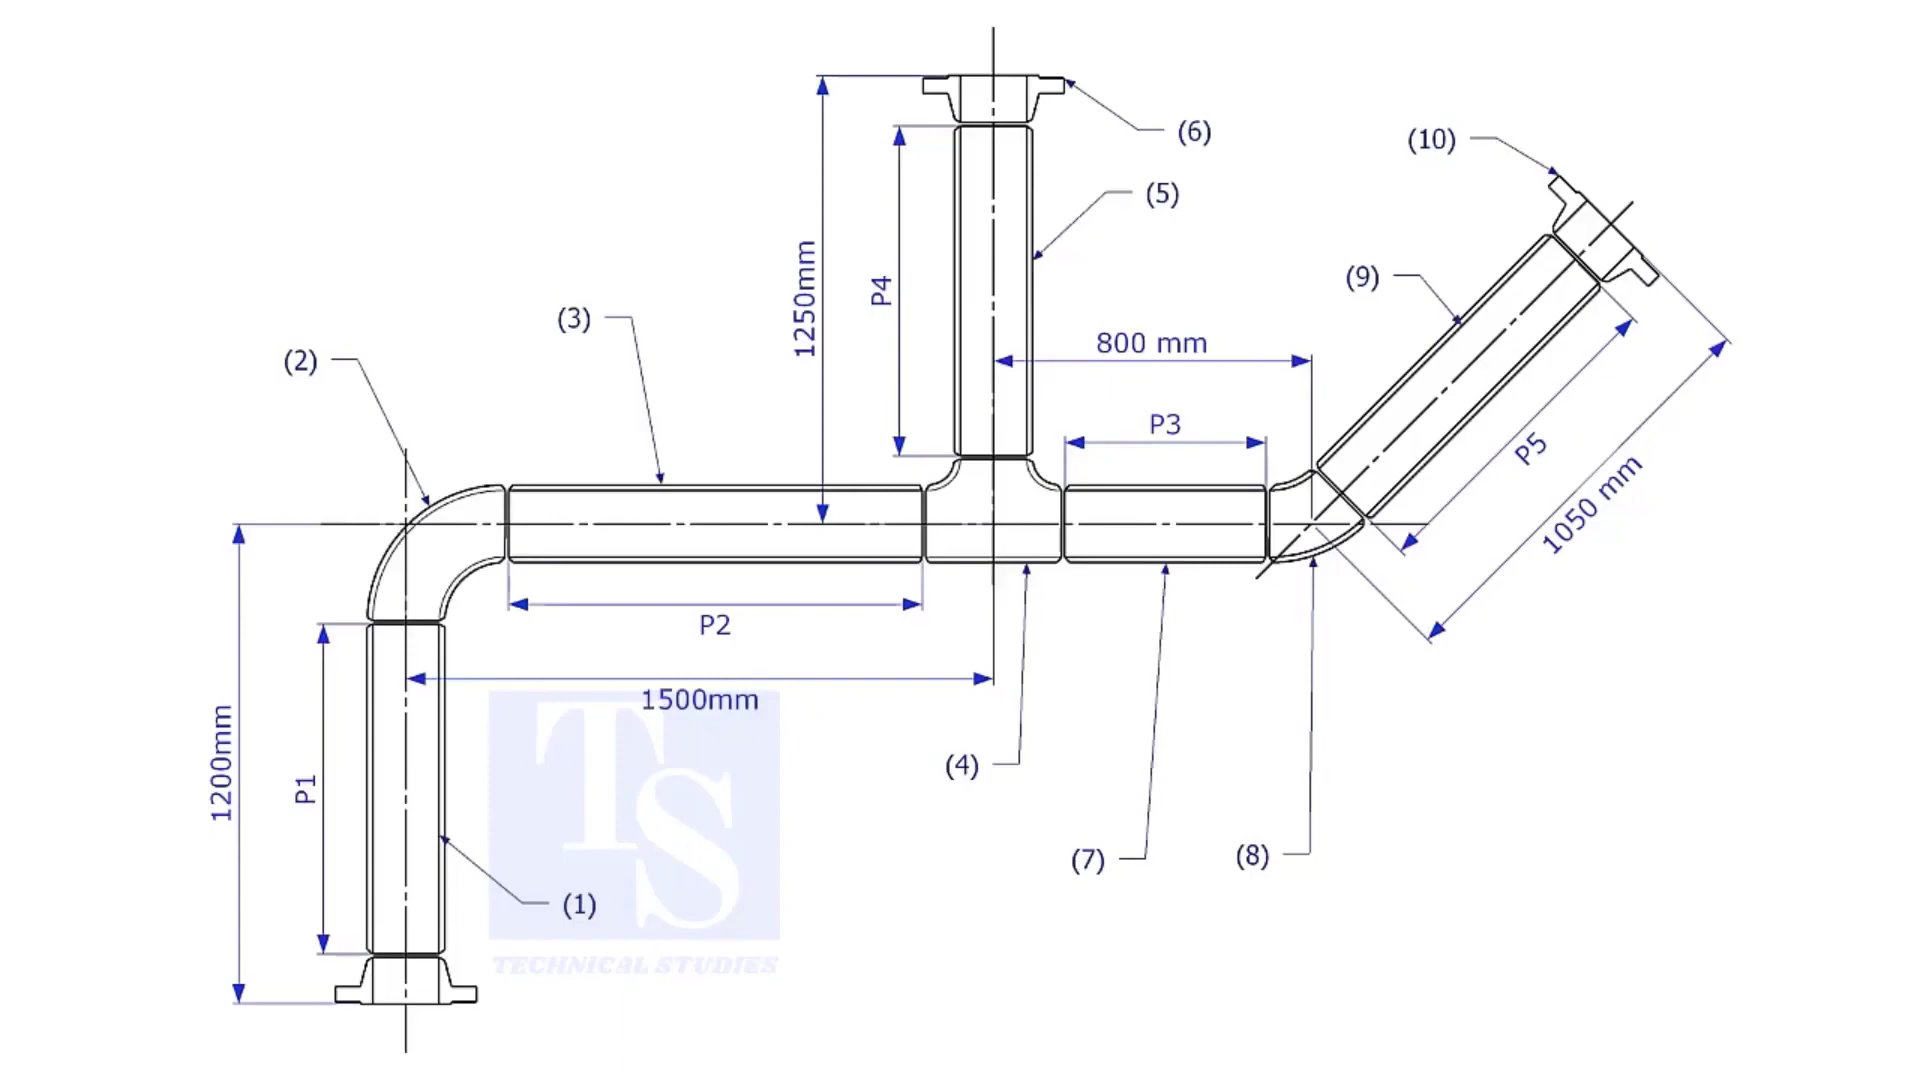 (6)
(10)
(5)
(9)
1250mm
P4
(3)
800 mm
(2)
P3
P5
1050 mm
P2
1500mm
1200mm
P1
(4)
(7)
(8)
(1)
TS
TECHNICAL STUDIES